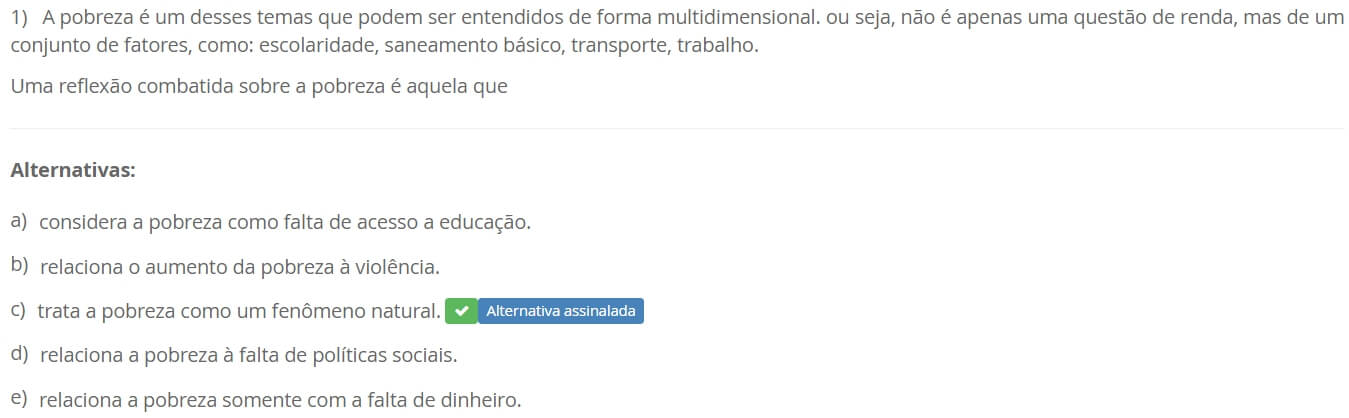 1) A pobreza é um desses temas que podem ser entendidos de forma multidimensional. ou seja, não é apenas uma questão de renda, mas de um
conjunto de fatores, como: escolaridade, saneamento básico, transporte, trabalho.
Uma reflexão combatida sobre a pobreza é aquela que
Alternativas:
a) considera a pobreza como falta de acesso a educação.
b) relaciona o aumento da pobreza à violência.
c) trata a pobreza como um fenômeno natural. Alternativa assinalada
d) relaciona a pobreza à falta de políticas sociais.
e) relaciona a pobreza somente com a falta de dinheiro.